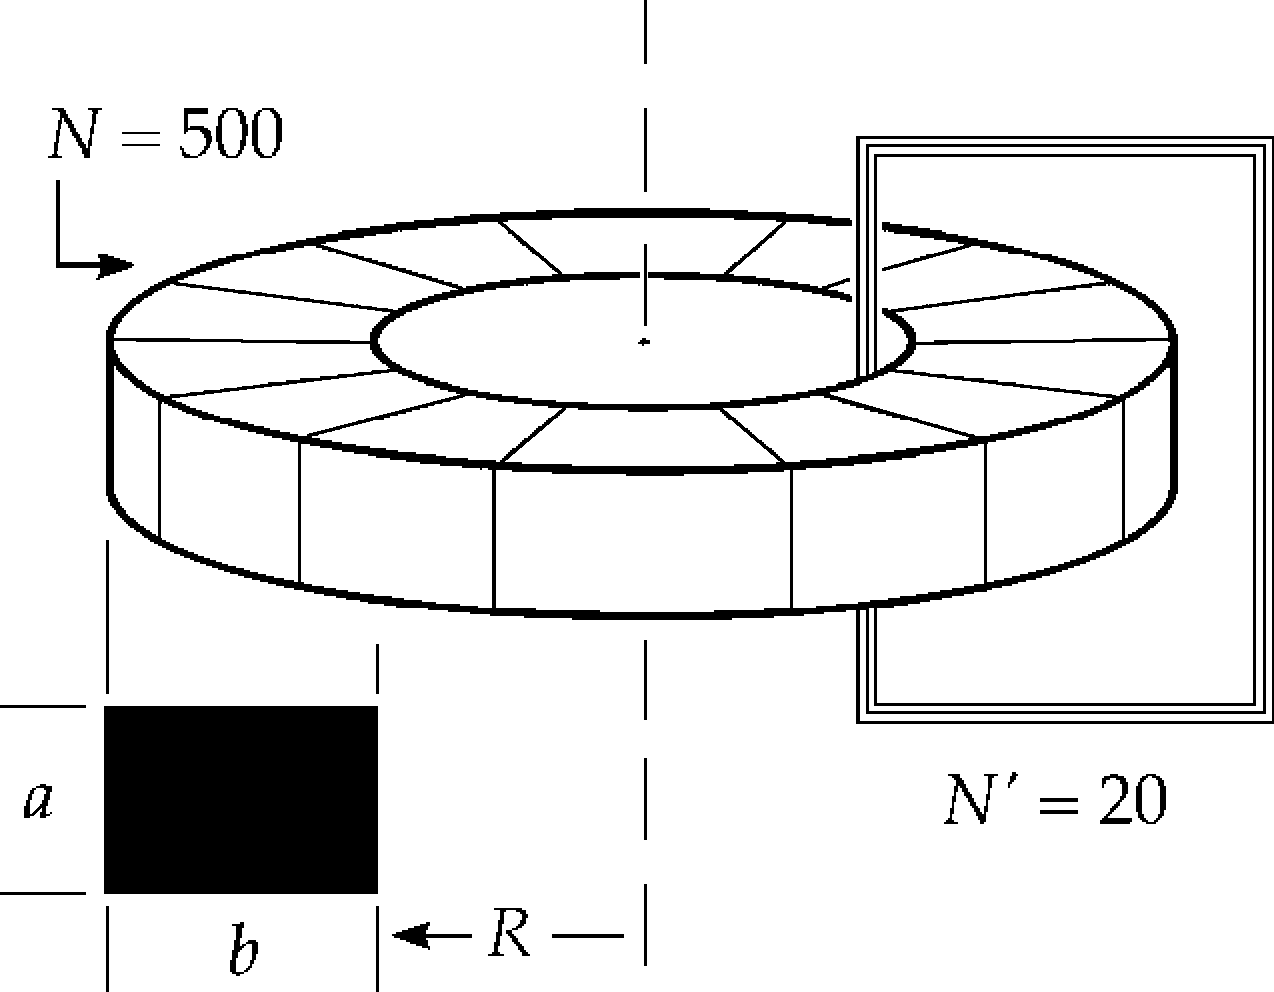 N = 500
N′ = 20
a
b
R